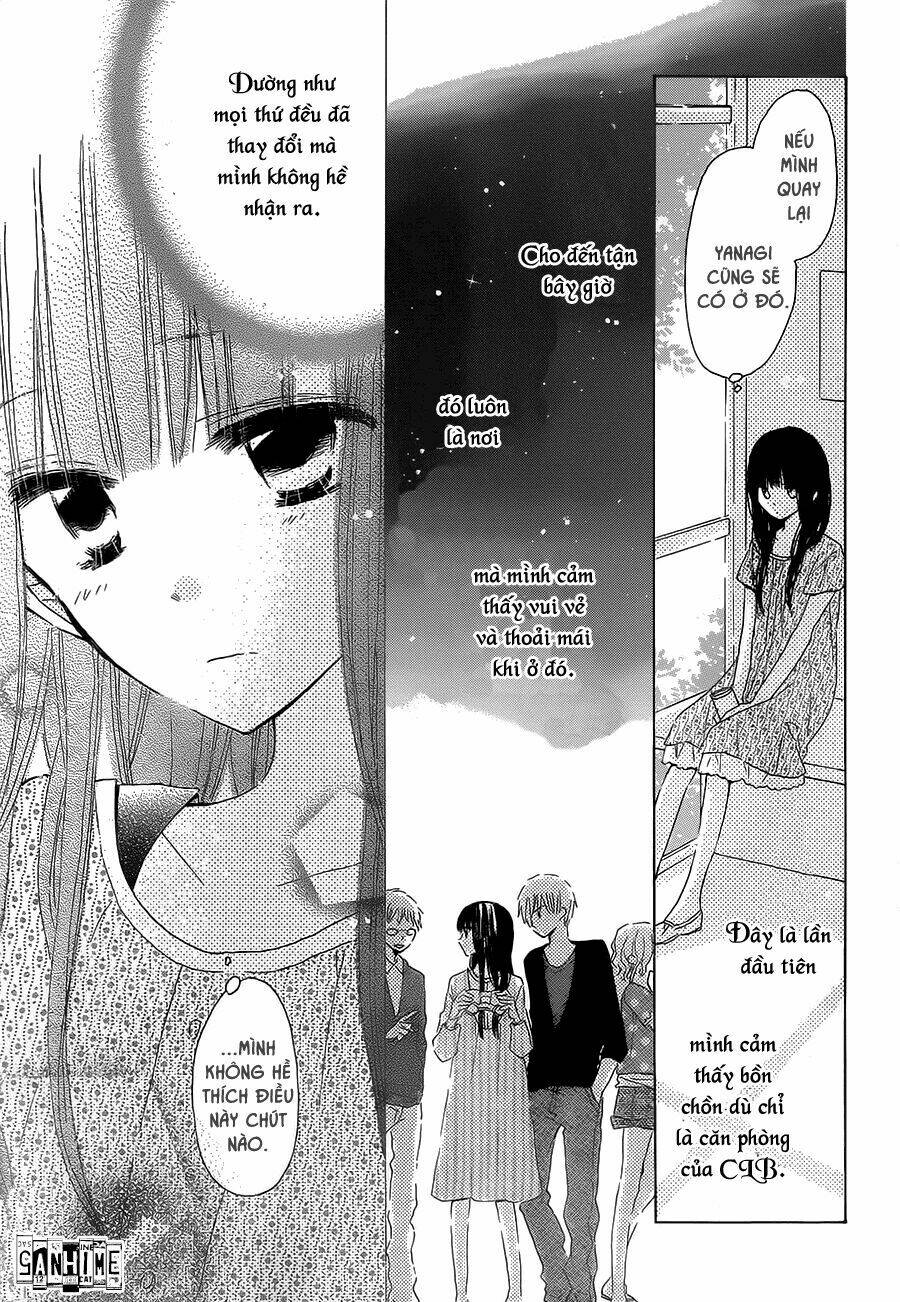 NẾU
MÌNH
QUAY
LẠI
YANAGI
CŨNG SẼ
CÓ Ở ĐÓ.
Đây là lần
đầu tiên
mình cảm
thấy bồn
chồn dù chỉ
là căn phòng
của CLB.
Cho đến tận
bây giờ
đó luôn
là nơi
mà mình cảm
thấy vui vẻ
và thoải mái
khi ở đó.
Dường như
mọi thứ đều đã
thay đổi mà
mình không hề
nhận ra.
...MÌNH
KHÔNG HỀ
THÍCH ĐIỀU
NÀY CHÚT
NÀO.
SANHIME